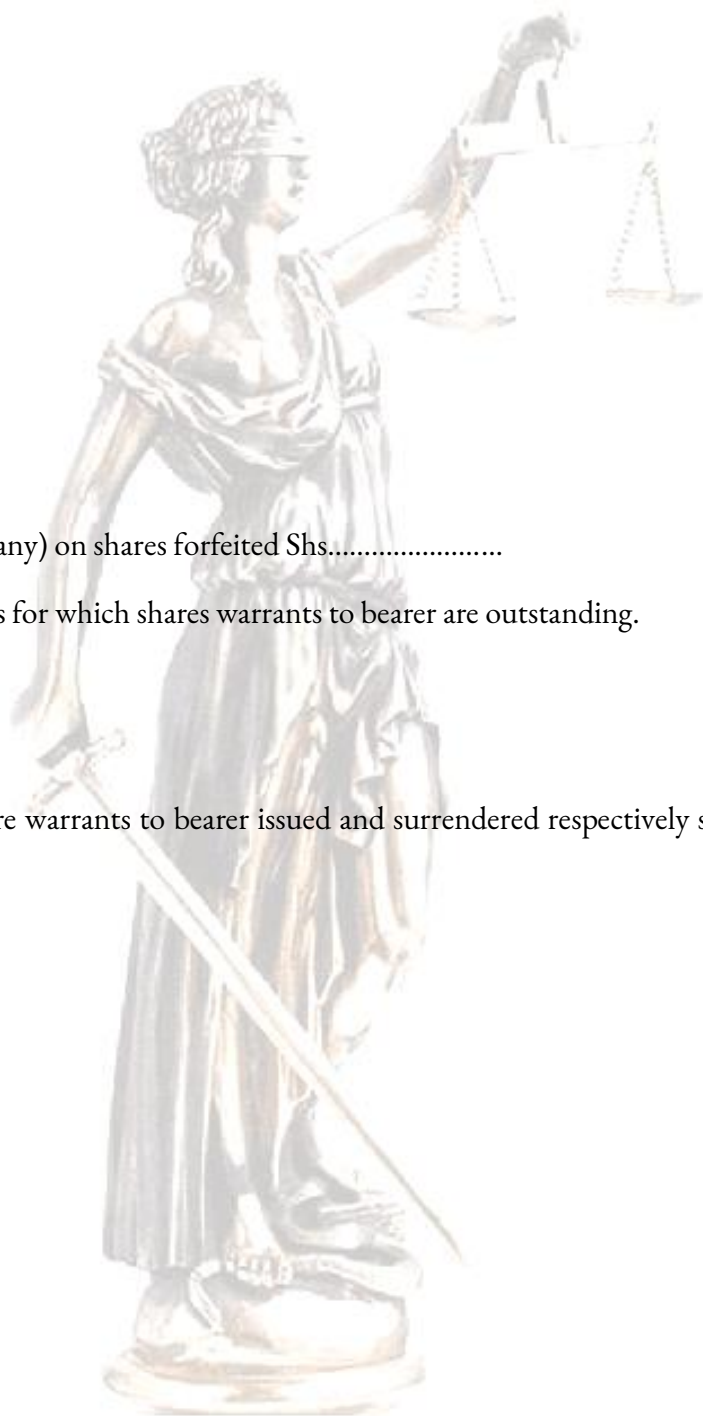 any) on shares forfeited Shs........................
s for which shares warrants to bearer are outstanding.
re warrants to bearer issued and surrendered respectively s